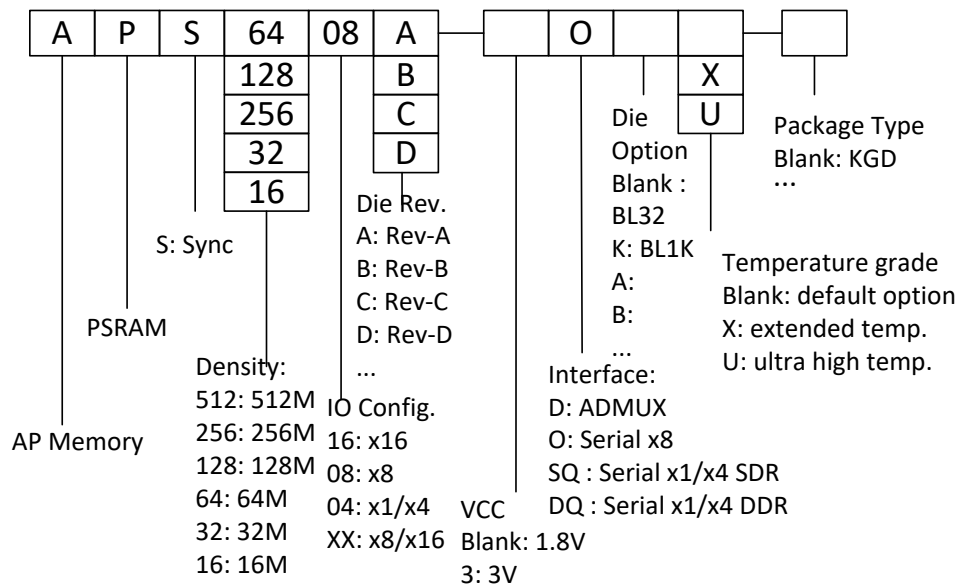 A P S 64 08 A O
128 B X
256 C U
32 D
16
S: Sync
PSRAM
AP Memory
Density:
512: 512M
256: 256M
128: 128M
64: 64M
32: 32M
16: 16M
IO Config.
16: x16
08: x8
04: x1/x4
XX: x8/x16
Die Rev.
A: Rev-A
B: Rev-B
C: Rev-C
D: Rev-D
...
VCC
Blank: 1.8V
3: 3V
Interface:
D: ADMUX
O: Serial x8
SQ : Serial x1/x4 SDR
DQ : Serial x1/x4 DDR
Die
Option
Blank :
BL32
K: BL1K
A:
B:
...
Temperature grade
Blank: default option
X: extended temp.
U: ultra high temp.
Package Type
Blank: KGD
...